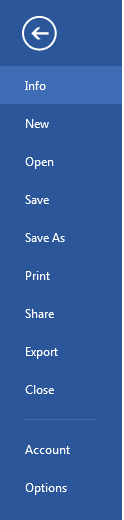 Info
New
Open
Save
Save As
Print
Share
Export
Close
Account
Options